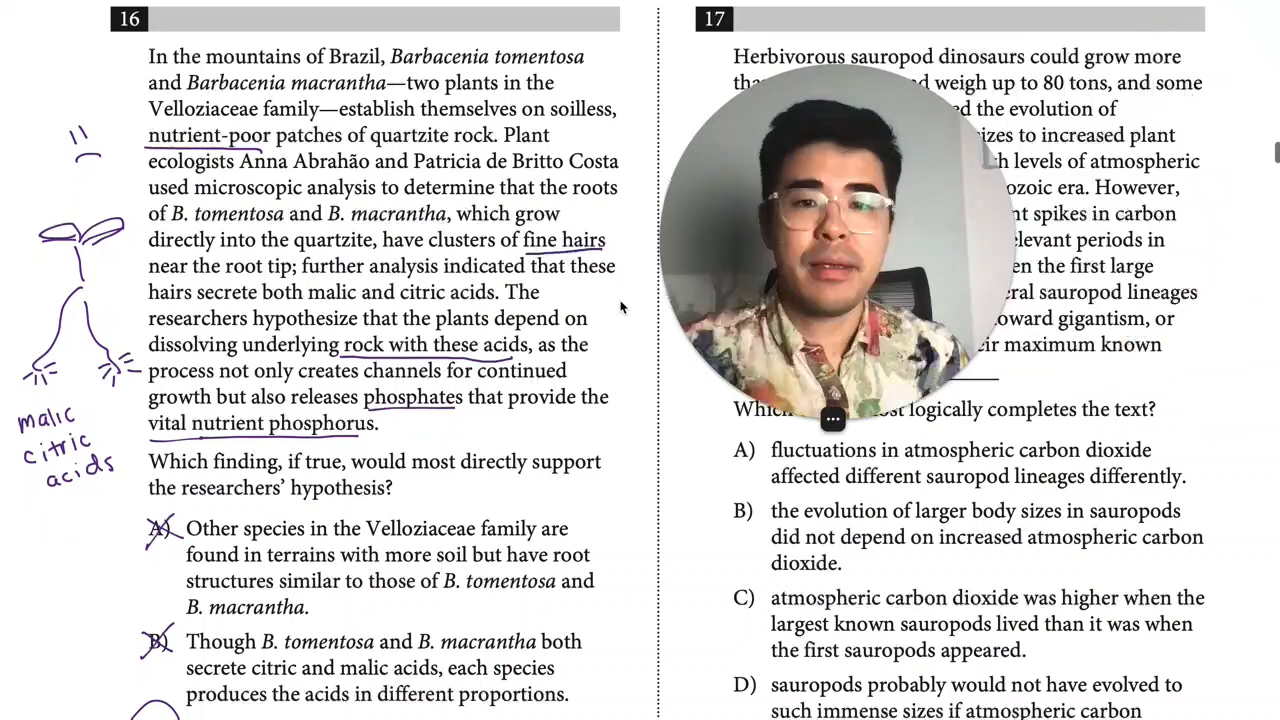 16
In the mountains of Brazil, Barbacenia tomentosa
and Barbacenia macrantha—two plants in the
Velloziaceae family—establish themselves on soilless,
nutrient-poor patches of quartzite rock. Plant
ecologists Anna Abrahão and Patricia de Britto Costa
used microscopic analysis to determine that the roots
of B. tomentosa and B. macrantha, which grow
directly into the quartzite, have clusters of fine hairs
near the root tip; further analysis indicated that these
hairs secrete both malic and citric acids. The
researchers hypothesize that the plants depend on
dissolving underlying rock with these acids, as the
process not only creates channels for continued
growth but also releases phosphates that provide the
vital nutrient phosphorus.
malic
citric
acids
Which finding, if true, would most directly support
the researchers’ hypothesis?
A) Other species in the Velloziaceae family are
found in terrains with more soil but have root
structures similar to those of B. tomentosa and
B. macrantha.
B) Though B. tomentosa and B. macrantha both
secrete citric and malic acids, each species
produces the acids in different proportions.
17
Herbivorous sauropod dinosaurs could grow more
weigh up to 80 tons, and some
the evolution of
to increased plant
levels of atmospheric
era. However,
spikes in carbon
periods in
the first large
sauropod lineages
gigantism, or
maximum known
logically completes the text?
A) fluctuations in atmospheric carbon dioxide
affected different sauropod lineages differently.
B) the evolution of larger body sizes in sauropods
did not depend on increased atmospheric carbon
dioxide.
C) atmospheric carbon dioxide was higher when the
largest known sauropods lived than it was when
the first sauropods appeared.
D) sauropods probably would not have evolved to
such immense sizes if atmospheric carbon